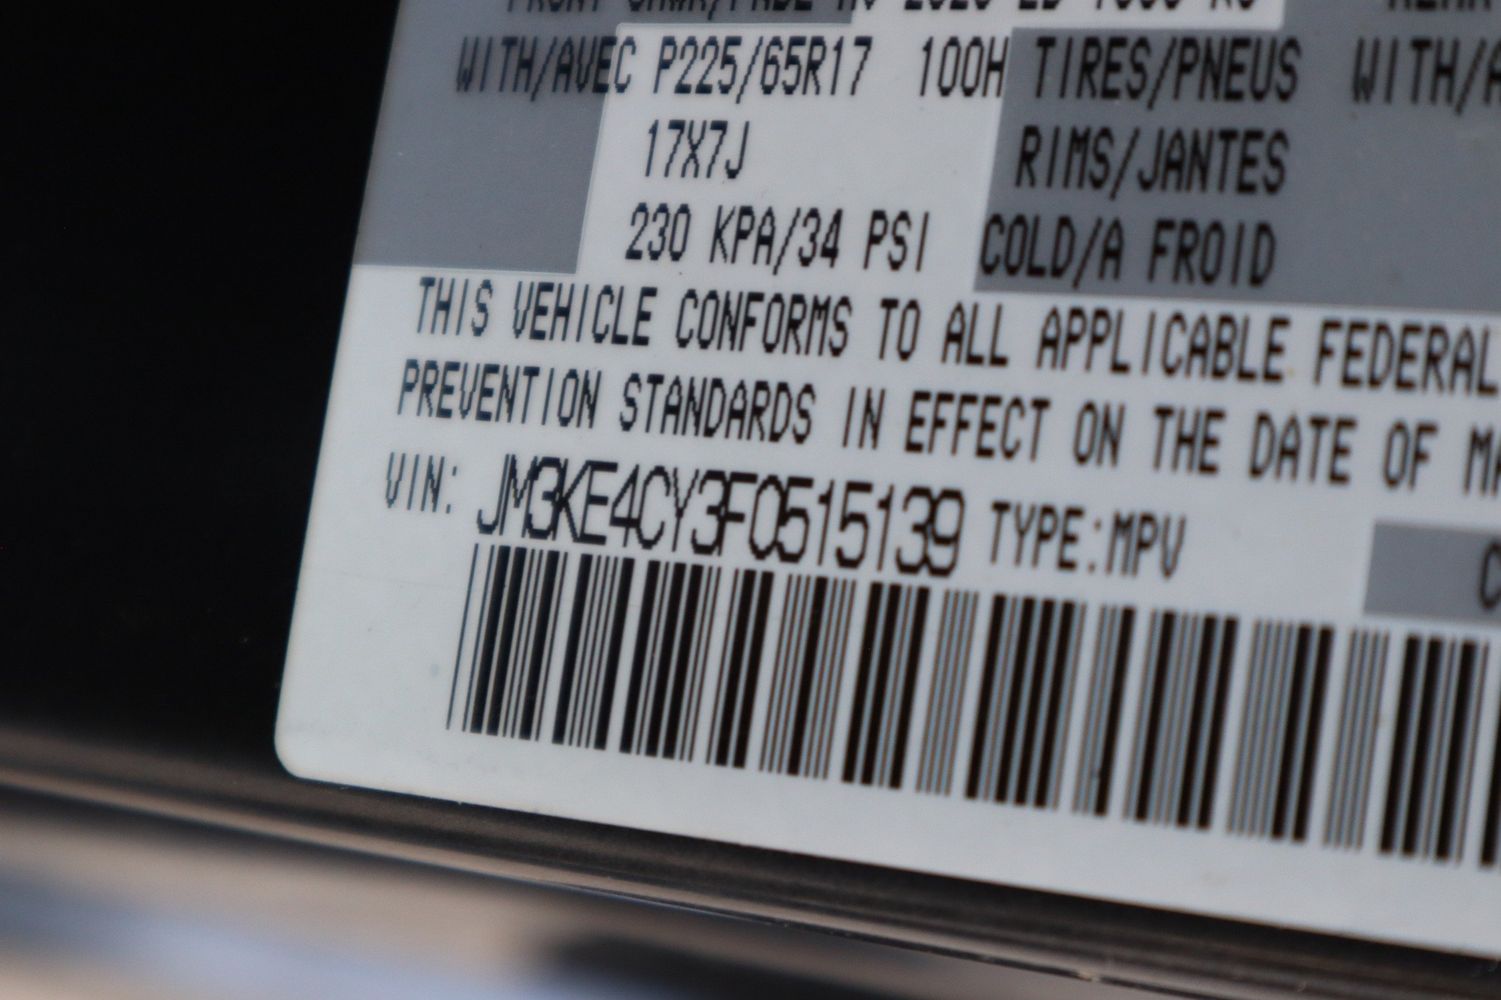 WITH/AVEC P225/65R17 100H TIRES/PNEUS WITH/A
17X7J RIMS/JANTES
230 KPA/34 PSI COLD/A FROID
THIS VEHICLE CONFORMS TO ALL APPLICABLE FEDERAL
PREVENTION STANDARDS IN EFFECT ON THE DATE OF MA
VIN: JM3KE4CY3F0515139 TYPE:MPV C